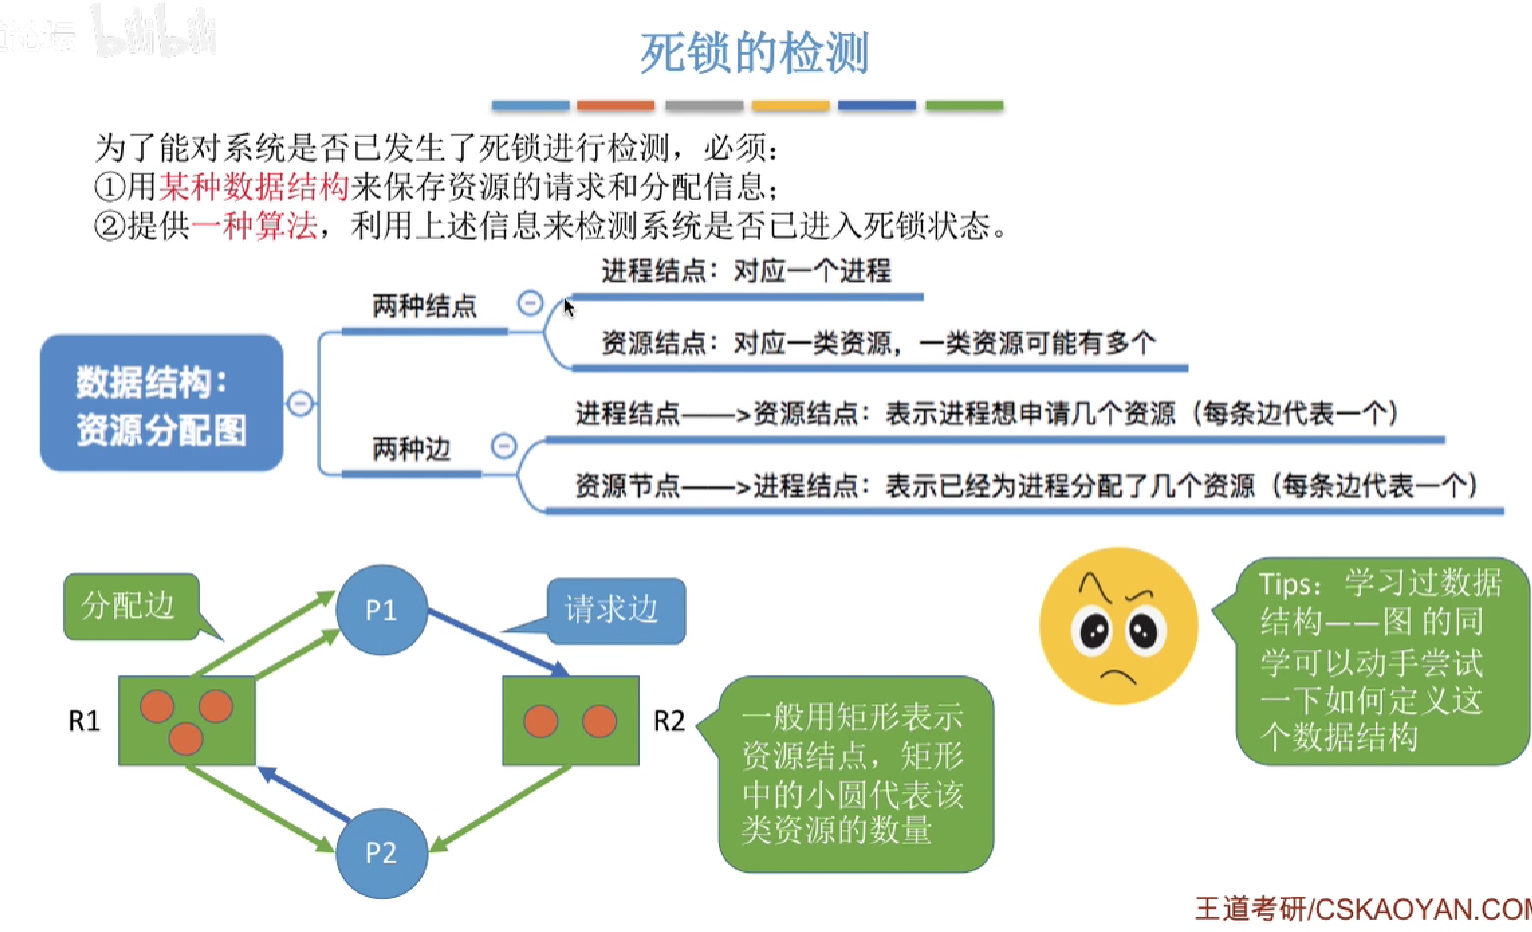 论坛 bilibili
死锁的检测
为了能对系统是否已发生了死锁进行检测，必须：
①用某种数据结构来保存资源的请求和分配信息；
②提供一种算法，利用上述信息来检测系统是否已进入死锁状态。
进程结点：对应一个进程
两种结点
资源结点：对应一类资源，一类资源可能有多个
数据结构：
资源分配图
进程结点——>资源结点：表示进程想申请几个资源（每条边代表一个）
两种边
资源节点——>进程结点：表示已经为进程分配了几个资源（每条边代表一个）
分配边
P1
请求边
R1
R2
P2
一般用矩形表示
资源结点，矩形
中的小圆代表该
类资源的数量
Tips：学习过数据
结构——图 的同
学可以动手尝试
一下如何定义这
个数据结构
王道考研/CSKAOYAN.COM